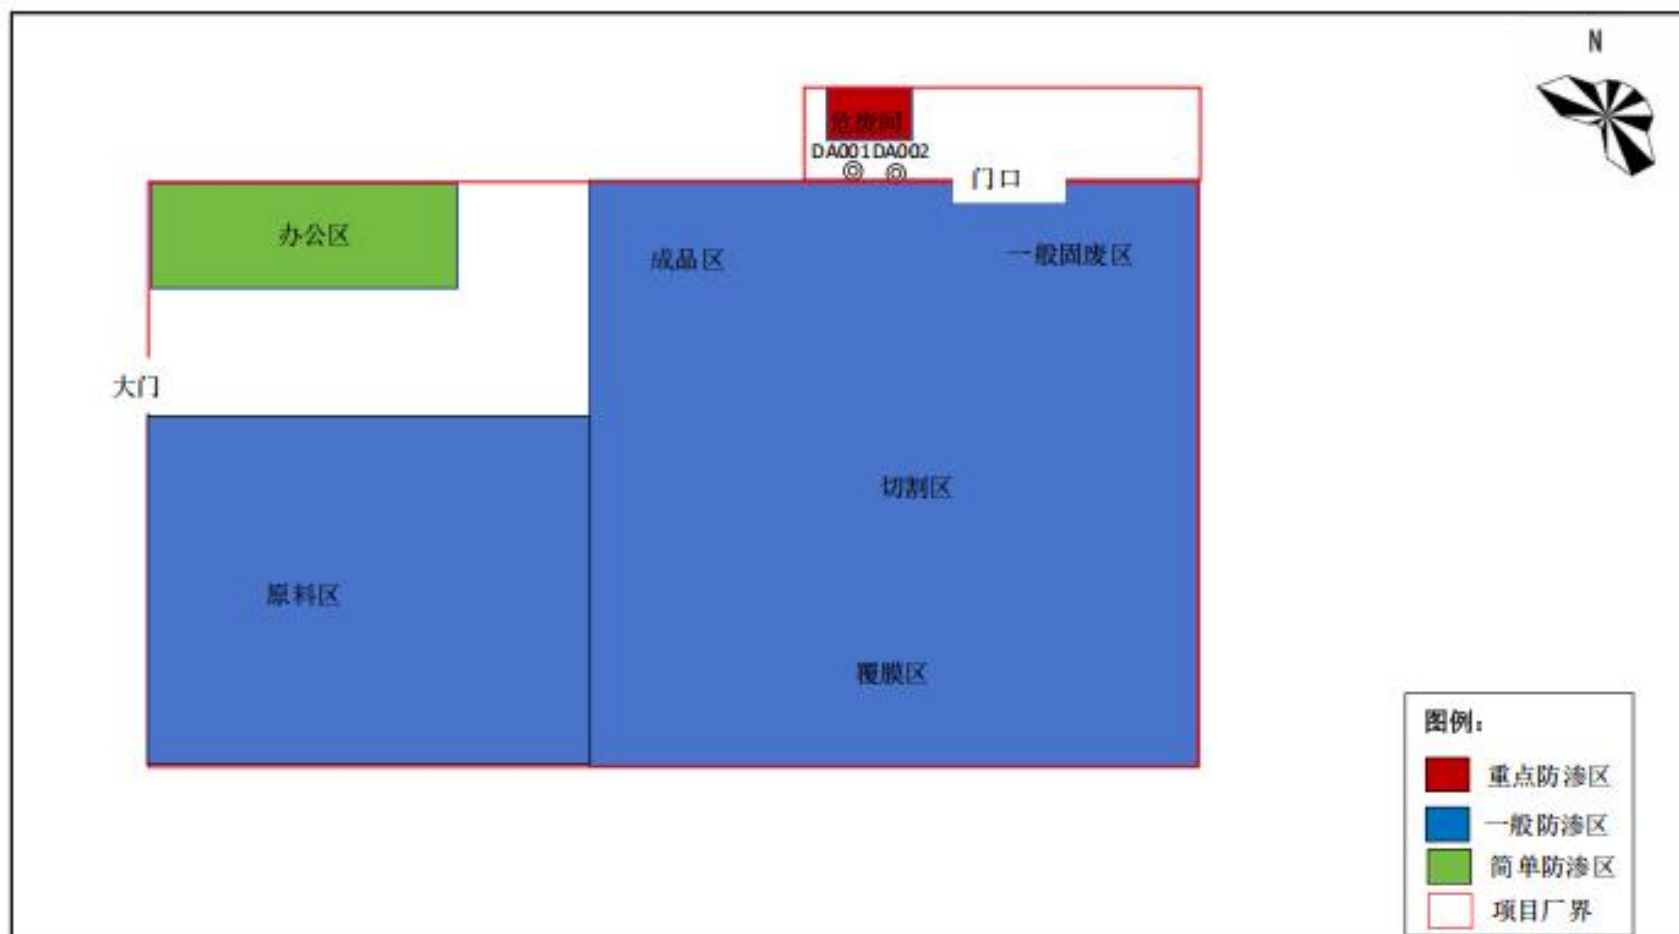 N
危废间
DA001 DA002
门口
办公区
成品区
一般固废区
大门
切割区
原料区
覆膜区
图例：
重点防渗区
一般防渗区
简单防渗区
项目厂界